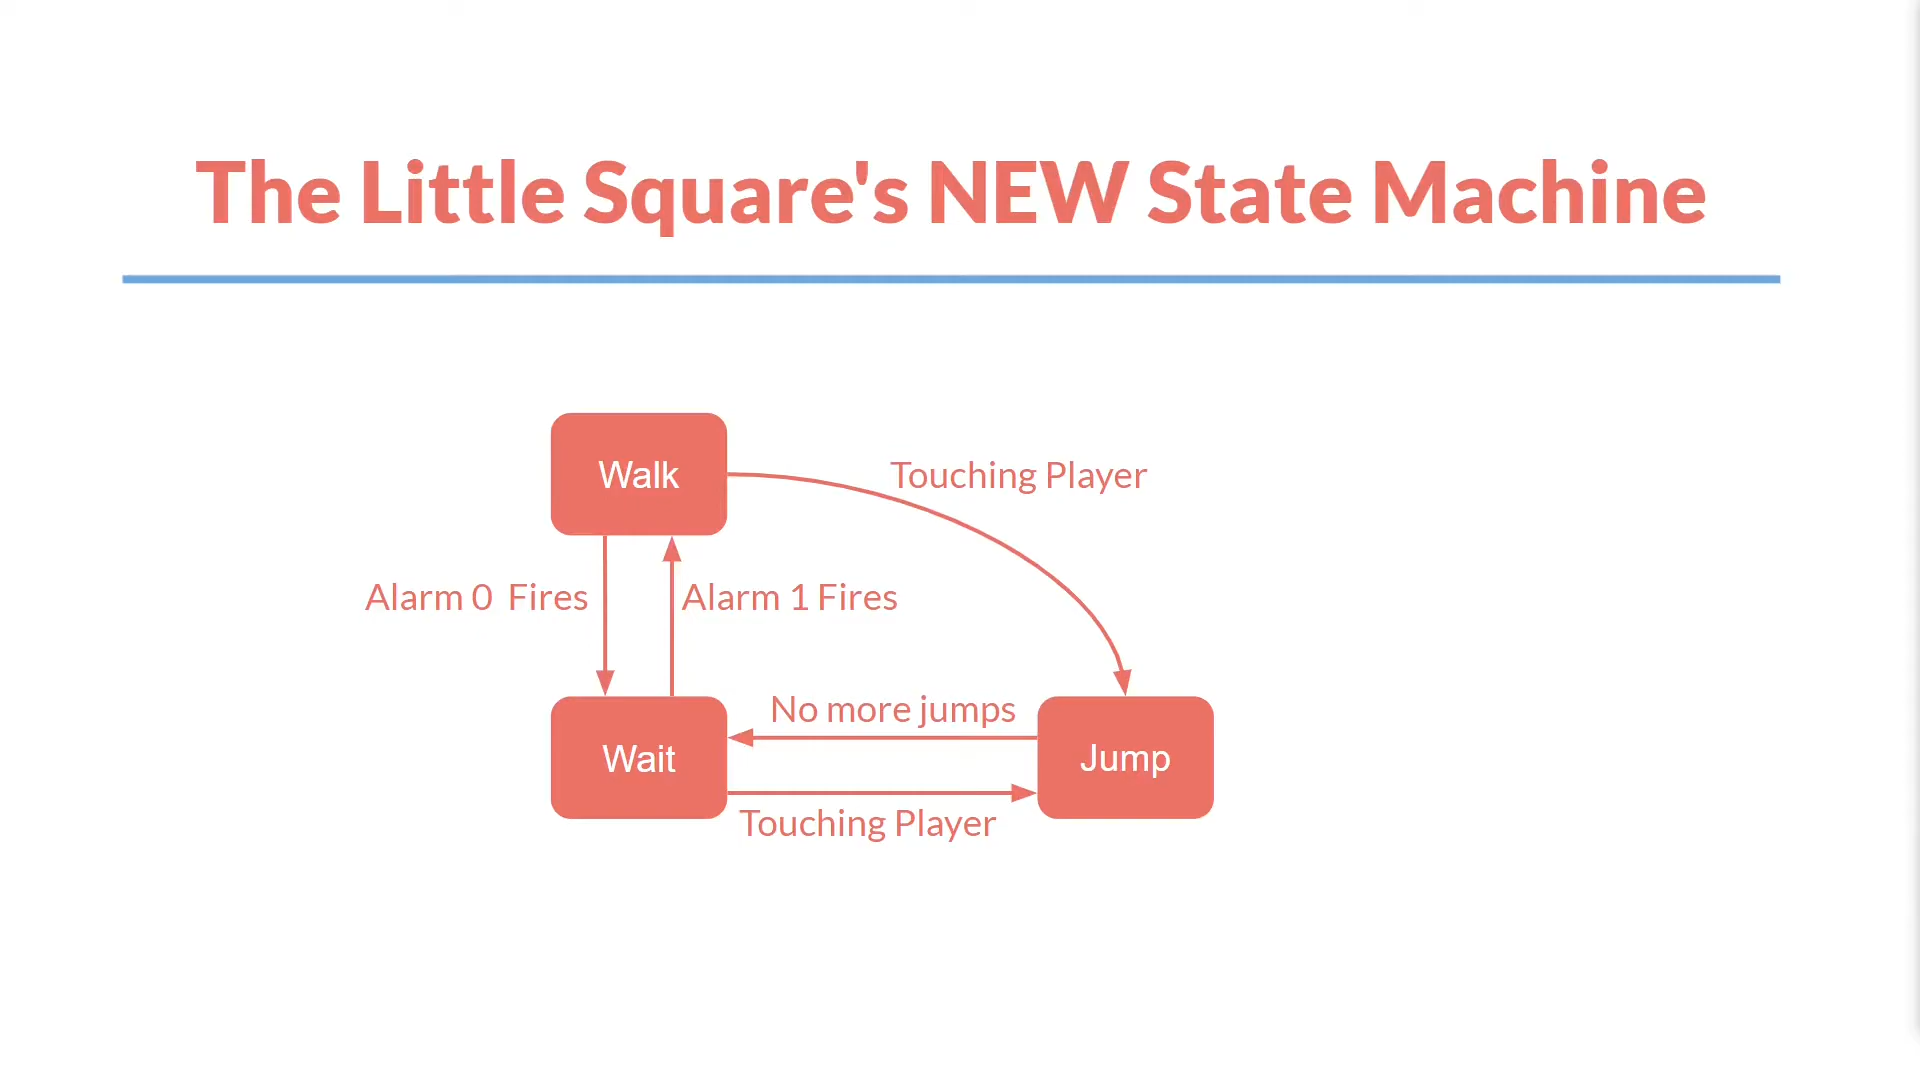 The Little Square's NEW State Machine
Walk
Touching Player
Alarm 0  Fires
Alarm 1 Fires
No more jumps
Wait
Jump
Touching Player